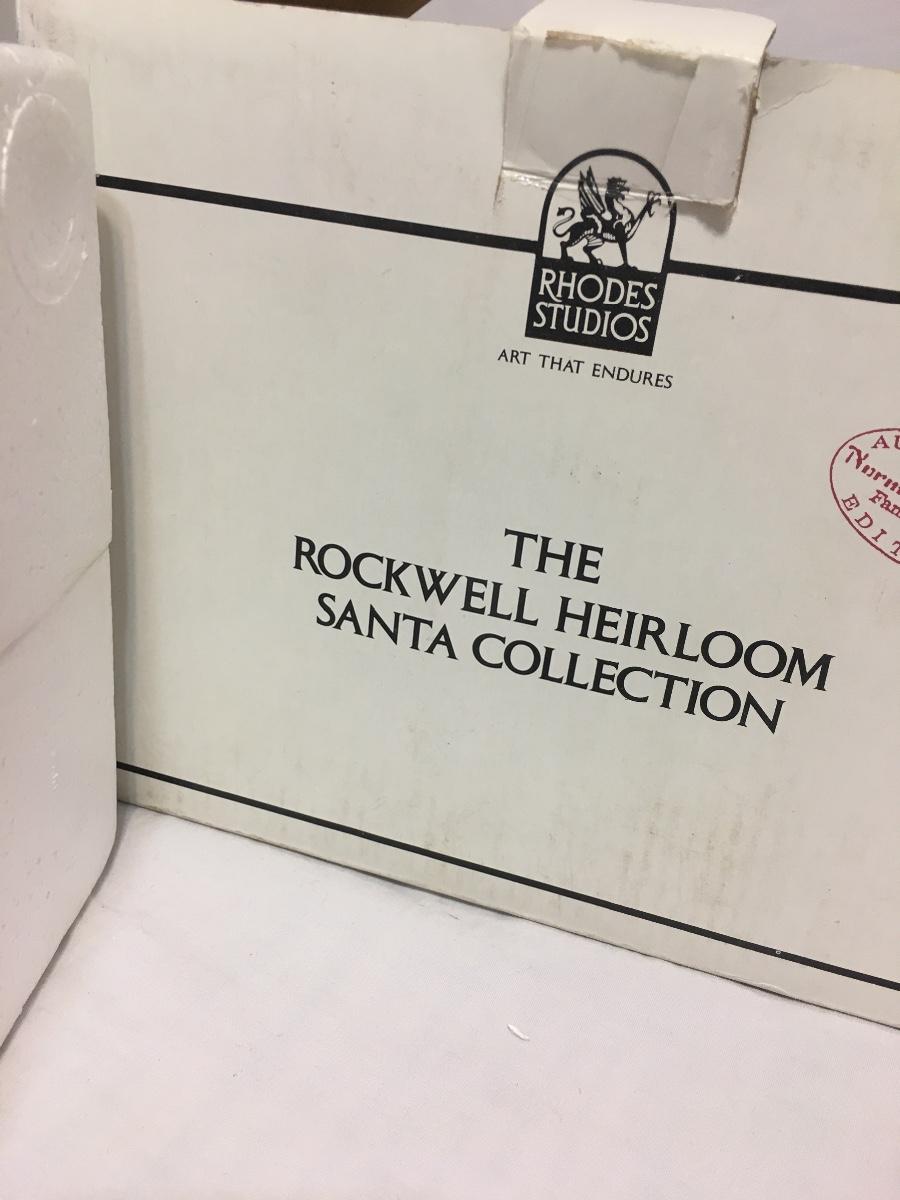 RHODES
STUDIOS
ART THAT ENDURES
THE
ROCKWELL HEIRLOOM
SANTA COLLECTION